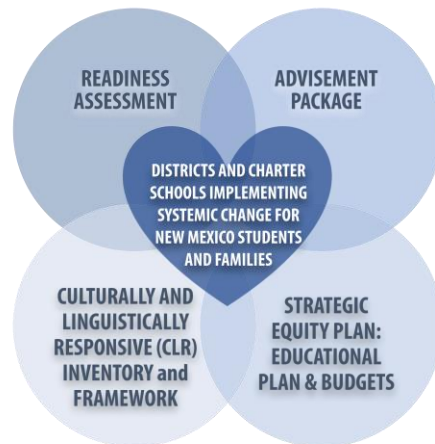 READINESS
ASSESSMENT
ADVISEMENT
PACKAGE
DISTRICTS AND CHARTER
SCHOOLS IMPLEMENTING
SYSTEMIC CHANGE FOR
NEW MEXICO STUDENTS
AND FAMILIES
CULTURALLY AND
LINGUISTICALLY
RESPONSIVE (CLR)
INVENTORY and
FRAMEWORK
STRATEGIC
EQUITY PLAN:
EDUCATIONAL
PLAN & BUDGETS